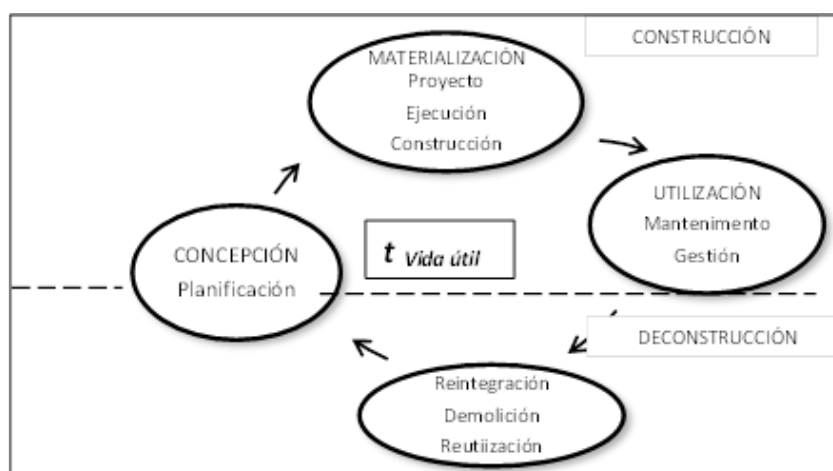 CONSTRUCCIÓN
MATERIALIZACIÓN
Proyecto
Ejecución
Construcción
UTILIZACIÓN
Mantenimento
Gestión
CONCEPCIÓN
Planificación
t Vida útil
DECONSTRUCCIÓN
Reintegración
Demolición
Reutiización